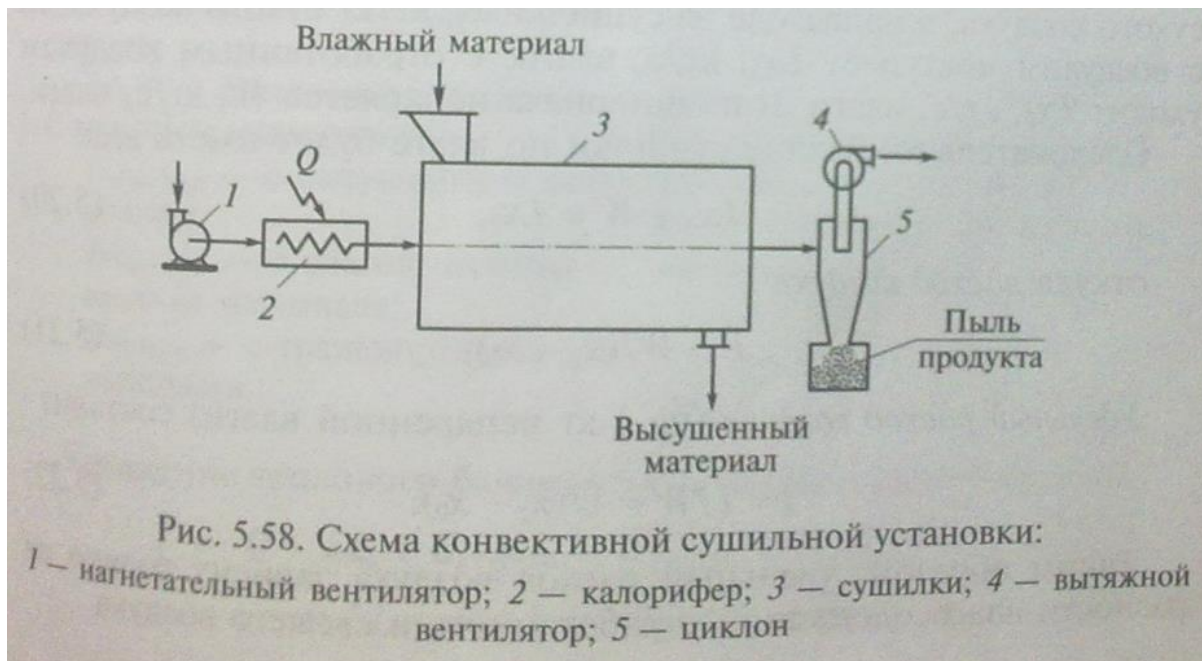 Влажный материал
3
4
1
Q
2
5
Пыль
продукта
Высушенный
материал
Рис. 5.58. Схема конвективной сушильной установки:
1 — нагнетательный вентилятор; 2 — калорифер; 3 — сушилки; 4 — вытяжной
вентилятор; 5 — циклон